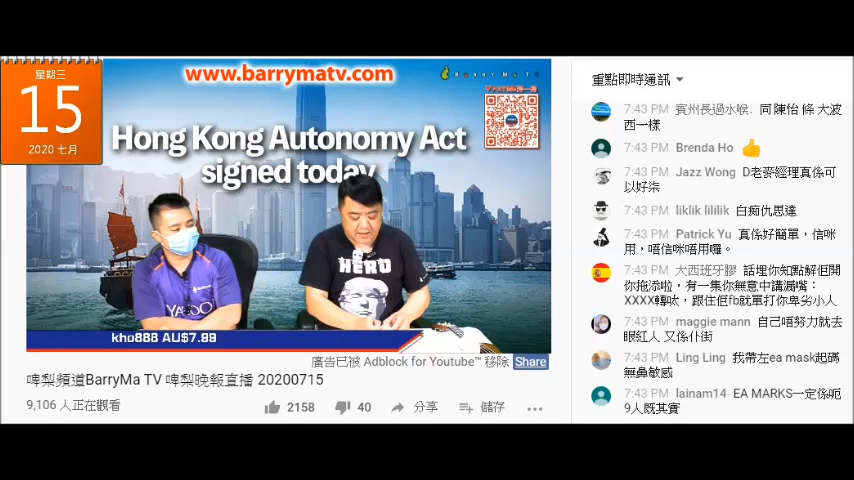 星期三
15
2020 七月
www.barrymatv.com
Hong Kong Autonomy Act
signed today
HERO
YAHOO
kho888 AU$7.99
廣告已被 Adblock for Youtube™ 移除 Share
啤梨頻道BarryMa TV 啤梨晚報直播 20200715
9,106 人正在觀看
2158
40
分享
儲存
重點即時通訊
7:43 PM 賓州長過水喉. 同 陳怡 條 大波
西一樣
7:43 PM Brenda Ho
7:43 PM Jazz Wong D老麥經理真係可
以好柒
7:43 PM liklik lililik 白痴仇思達
7:43 PM Patrick Yu 真係好簡單，信咪
用，唔信咪唔用囉。
7:43 PM 大西班牙膠 話埋你知點解佢開
你拖添啦，有一集你無意中講漏嘴：
XXXX轉呔，跟住佢fb就單打你卑劣小人
7:43 PM maggie mann 自己唔努力就去
眼紅人 又係仆街
7:43 PM Ling Ling 我帶左ea mask起碼
無鼻敏感
7:43 PM lainam14 EA MARKS一定係呃
9人既其實